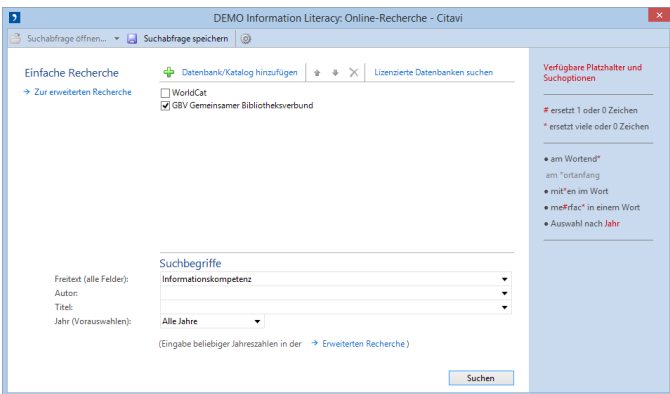 DEMO Information Literacy: Online-Recherche - Citavi
Suchabfrage öffnen... Suchabfrage speichern
Einfache Recherche
Datenbank/Katalog hinzufügen Lizenzierte Datenbanken suchen
Zur erweiterten Recherche
WorldCat
GBV Gemeinsamer Bibliotheksverbund
Suchbegriffe
Freitext (alle Felder): Informationskompetenz
Autor:
Titel:
Jahr (Vorauswahlen): Alle Jahre
(Eingabe beliebiger Jahreszahlen in der → Erweiterten Recherche)
Suchen
Verfügbare Platzhalter und
Suchoptionen
# ersetzt 1 oder 0 Zeichen
* ersetzt viele oder 0 Zeichen
• am Wortend*
am *ortanfang
• mit*en im Wort
• me#rfac* in einem Wort
• Auswahl nach Jahr